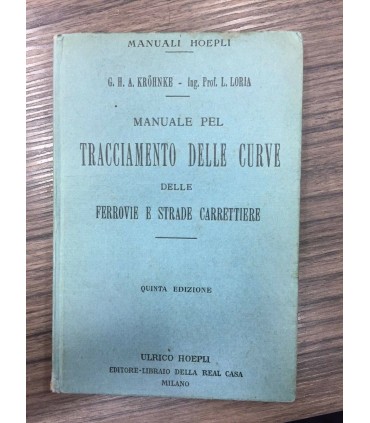 MANUALI HOEPLI
G. H. A. KRÖHNKE - Ing. Prof. L. LORIA
MANUALE PEL
TRACCIAMENTO DELLE CURVE
DELLE
FERROVIE E STRADE CARRETTIERE
QUINTA EDIZIONE
ULRICO HOEPLI
EDITORE-LIBRAIO DELLA REAL CASA
MILANO